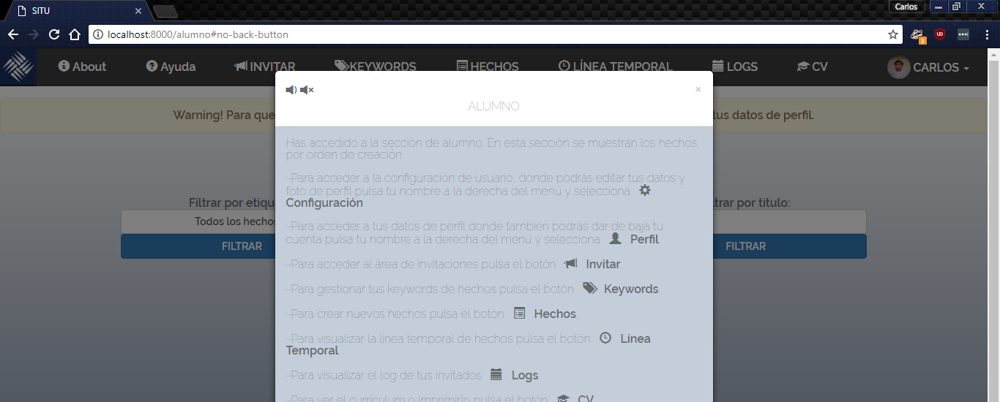 SITU
Carlos
localhost:8000/alumno#no-back-button
3
UD
About Ayuda INVITAR KEYWORDS HECHOS LÍNEA TEMPORAL LOGS CV CARLOS
Warning! Para que
tus datos de perfil.
ALUMNO
Has accedido a la sección de alumno. En esta sección se muestran los hechos
por orden de creación.
-Para acceder a la configuración de usuario, donde podrás editar tus datos y
foto de perfil pulsa tu nombre a la derecha del menú y selecciona
Configuración.
-Para acceder a tus datos de perfil donde también podrás dar de baja tu
cuenta pulsa tu nombre a la derecha del menú y selecciona Perfil.
-Para acceder al área de invitaciones pulsa el botón Invitar.
-Para gestionar tus keywords de hechos pulsa el botón Keywords.
-Para crear nuevos hechos pulsa el botón Hechos.
-Para visualizar la línea temporal de hechos pulsa el botón Línea
Temporal.
-Para visualizar el log de tus invitados Logs.
-Para ver el currículum o imprimirlo pulsa el botón CV
Filtrar por etique
Todos los hechos
FILTRAR
trar por título:
FILTRAR